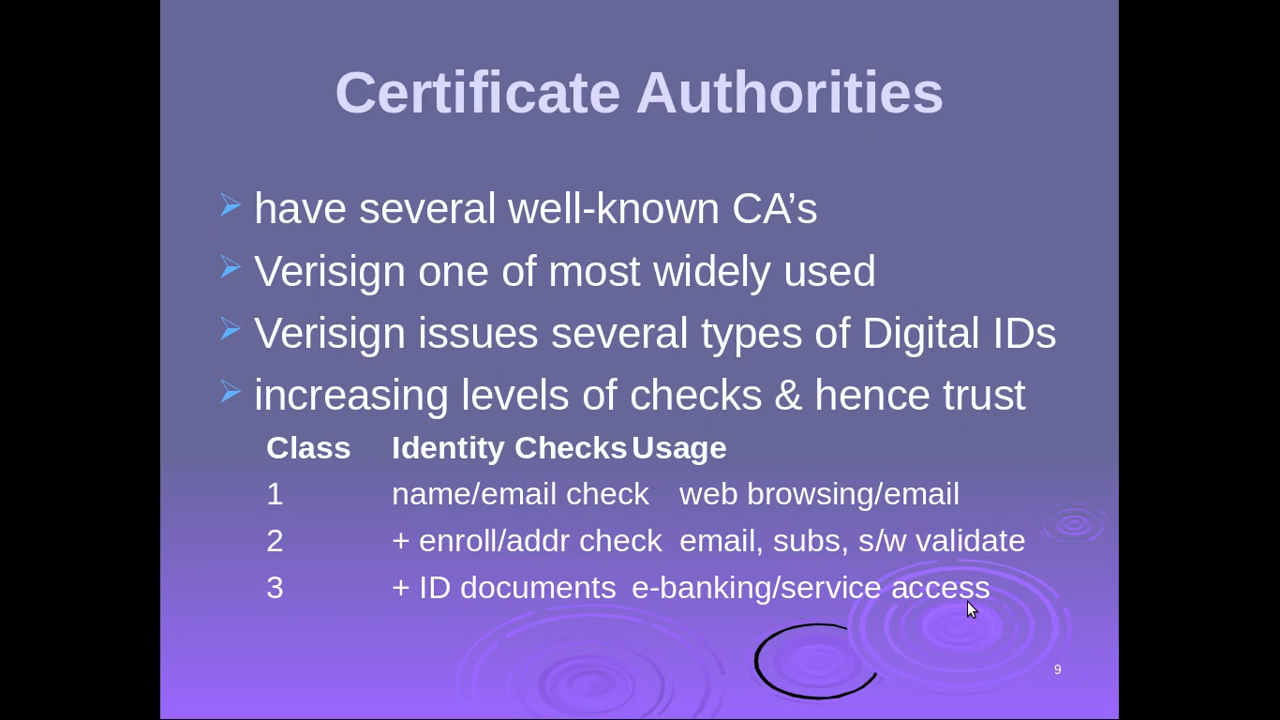 Certificate Authorities
have several well-known CA’s
Verisign one of most widely used
Verisign issues several types of Digital IDs
increasing levels of checks & hence trust
Class Identity Checks Usage
1 name/email check web browsing/email
2 + enroll/addr check email, subs, s/w validate
3 + ID documents e-banking/service access
9